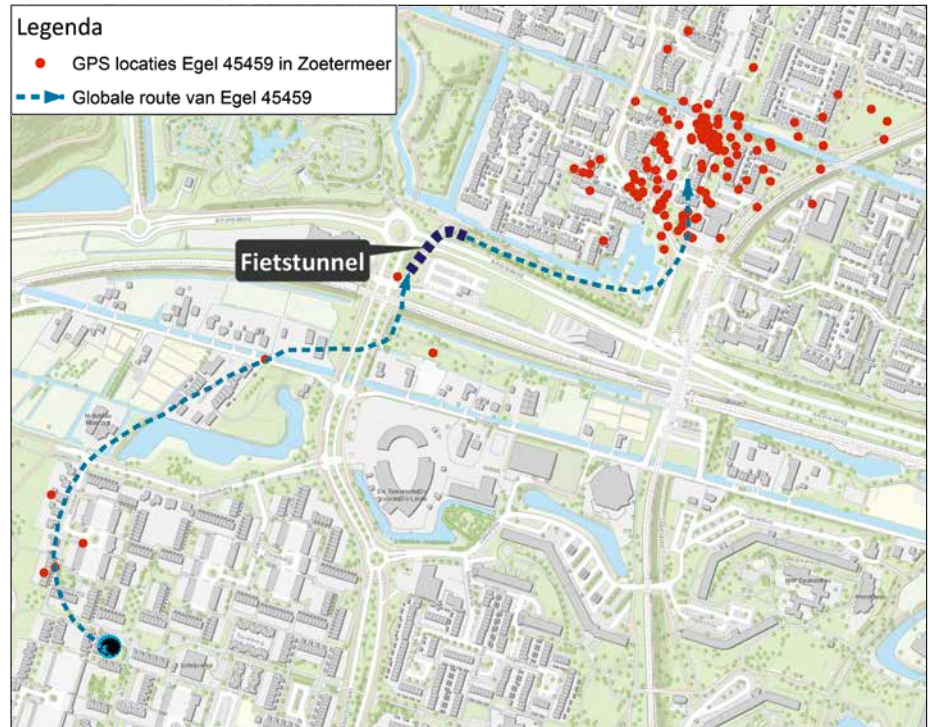 Legenda
GPS locaties Egel 45459 in Zoetermeer
Globale route van Egel 45459
Fietstunnel